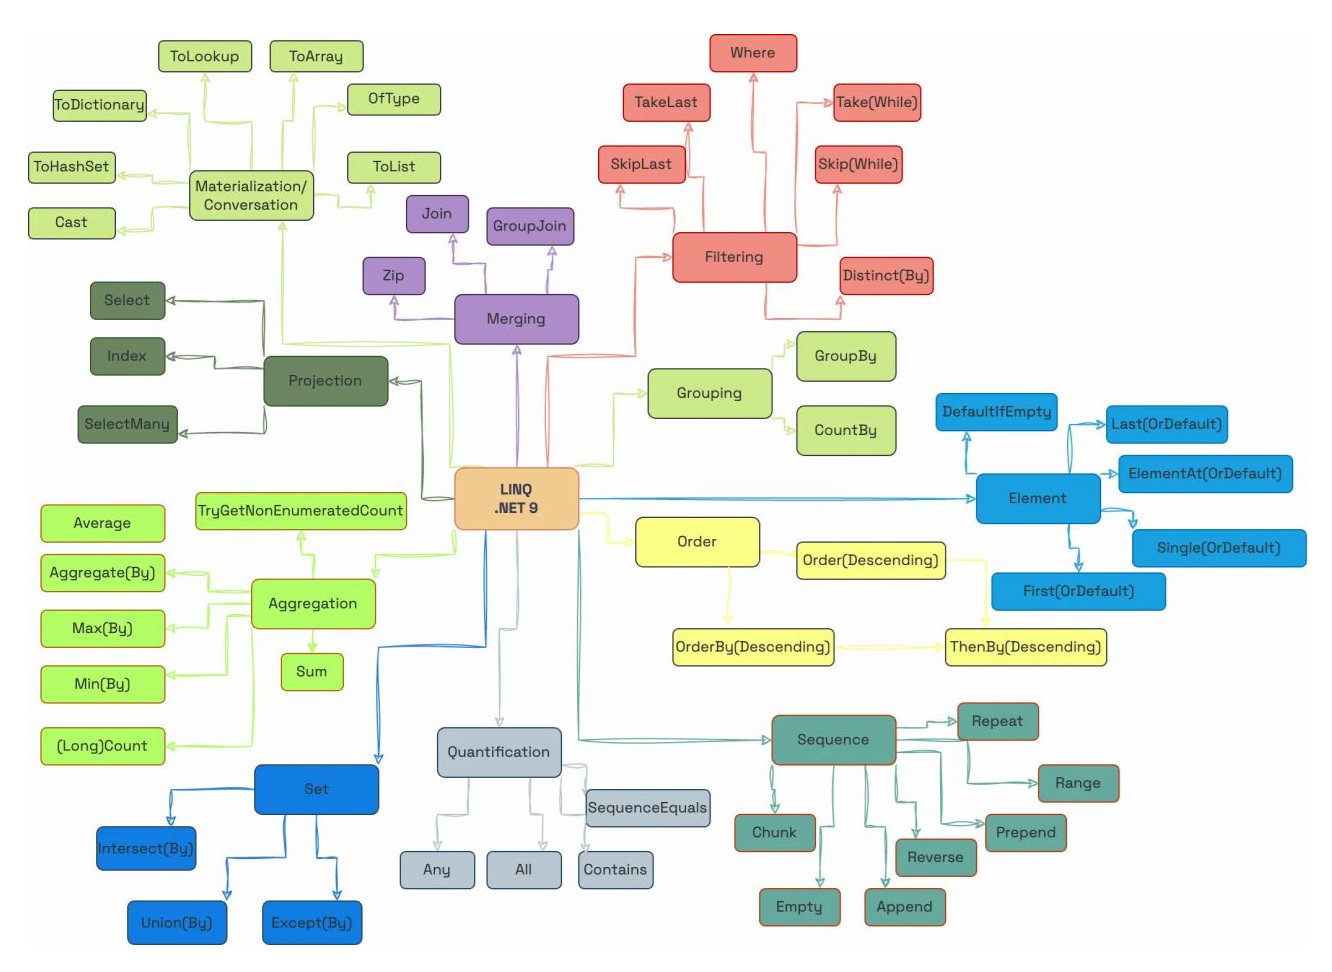 ToLookup
ToArray
ToDictionary
OfType
ToHashSet
ToList
Cast
Materialization/
Conversation
Where
TakeLast
Take(While)
SkipLast
Skip(While)
Filtering
Distinct(By)
Join
GroupJoin
Zip
Merging
Select
Index
SelectMany
Projection
Grouping
GroupBy
CountBy
LINQ
.NET 9
DefaultIfEmpty
Last(OrDefault)
ElementAt(OrDefault)
Element
Single(OrDefault)
First(OrDefault)
Order
Order(Descending)
OrderBy(Descending)
ThenBy(Descending)
TryGetNonEnumeratedCount
Average
Aggregate(By)
Aggregation
Max(By)
Min(By)
Sum
(Long)Count
Set
Intersect(By)
Union(By)
Except(By)
Quantification
SequenceEquals
Any
All
Contains
Sequence
Repeat
Range
Prepend
Chunk
Reverse
Empty
Append